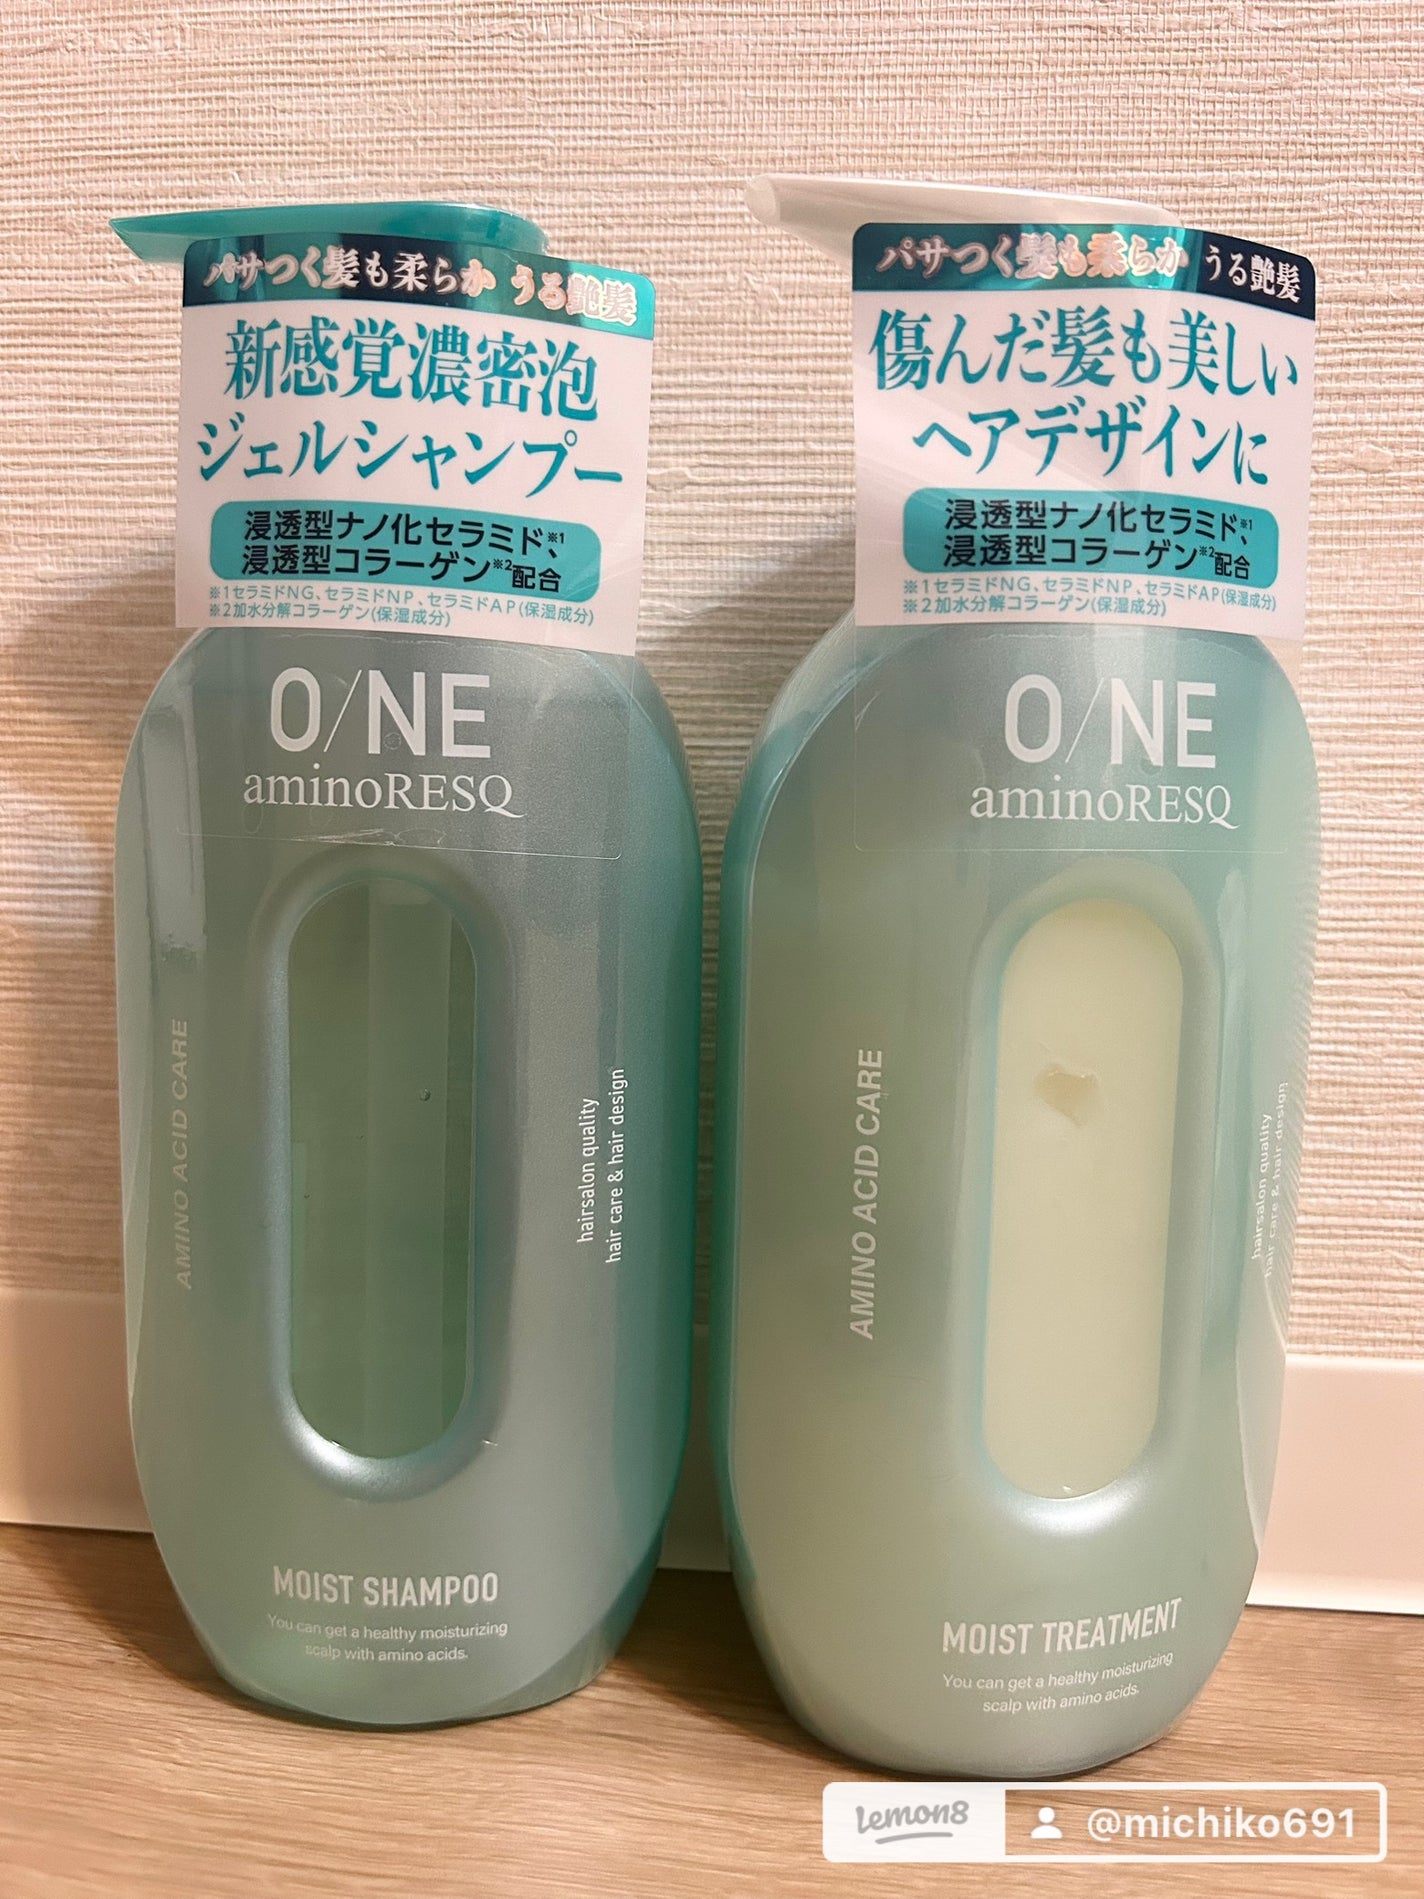 パサつく髪も柔らか うる艶髪
新感覚濃密泡
ジェルシャンプー
浸透型ナノ化セラミド※1、
浸透型コラーゲン※2配合
※1セラミドNG、セラミドNP、セラミドAP(保湿成分)
※2加水分解コラーゲン(保湿成分)
O/NE
aminoRESQ
AMINO ACID CARE
hairsalon quality
hair care & hair design
MOIST SHAMPOO
You can get a healthy moisturizing
scalp with amino acids.
パサつく髪も柔らか うる艶髪
傷んだ髪も美しい
ヘアデザインに
浸透型ナノ化セラミド※1、
浸透型コラーゲン※2配合
※1セラミドNG、セラミドNP、セラミドAP(保湿成分)
※2加水分解コラーゲン(保湿成分)
O/NE
aminoRESQ
AMINO ACID CARE
hairsalon quality
hair care & hair design
MOIST TREATMENT
You can get a healthy moisturizing
scalp with amino acids.
Lemon8 @michiko691